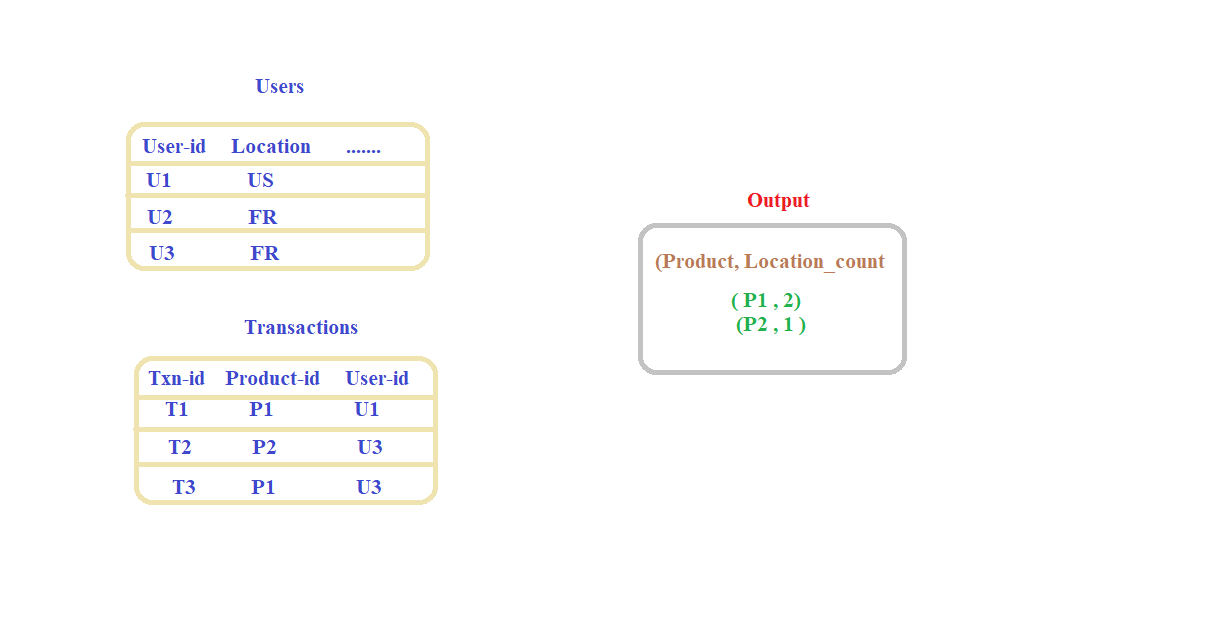 Users
User-id Location .......
U1 US
U2 FR
U3 FR
Transactions
Txn-id Product-id User-id
T1 P1 U1
T2 P2 U3
T3 P1 U3
Output
(Product, Location_count
( P1 , 2)
(P2 , 1 )